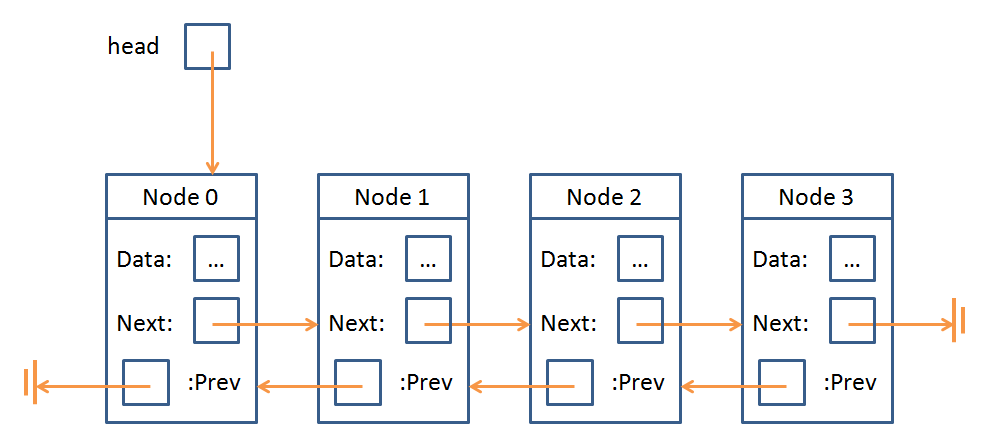 head
Node 0
Node 1
Node 2
Node 3
Data: ...
Data: ...
Data: ...
Data: ...
Next:
Next:
Next:
Next:
:Prev
:Prev
:Prev
:Prev